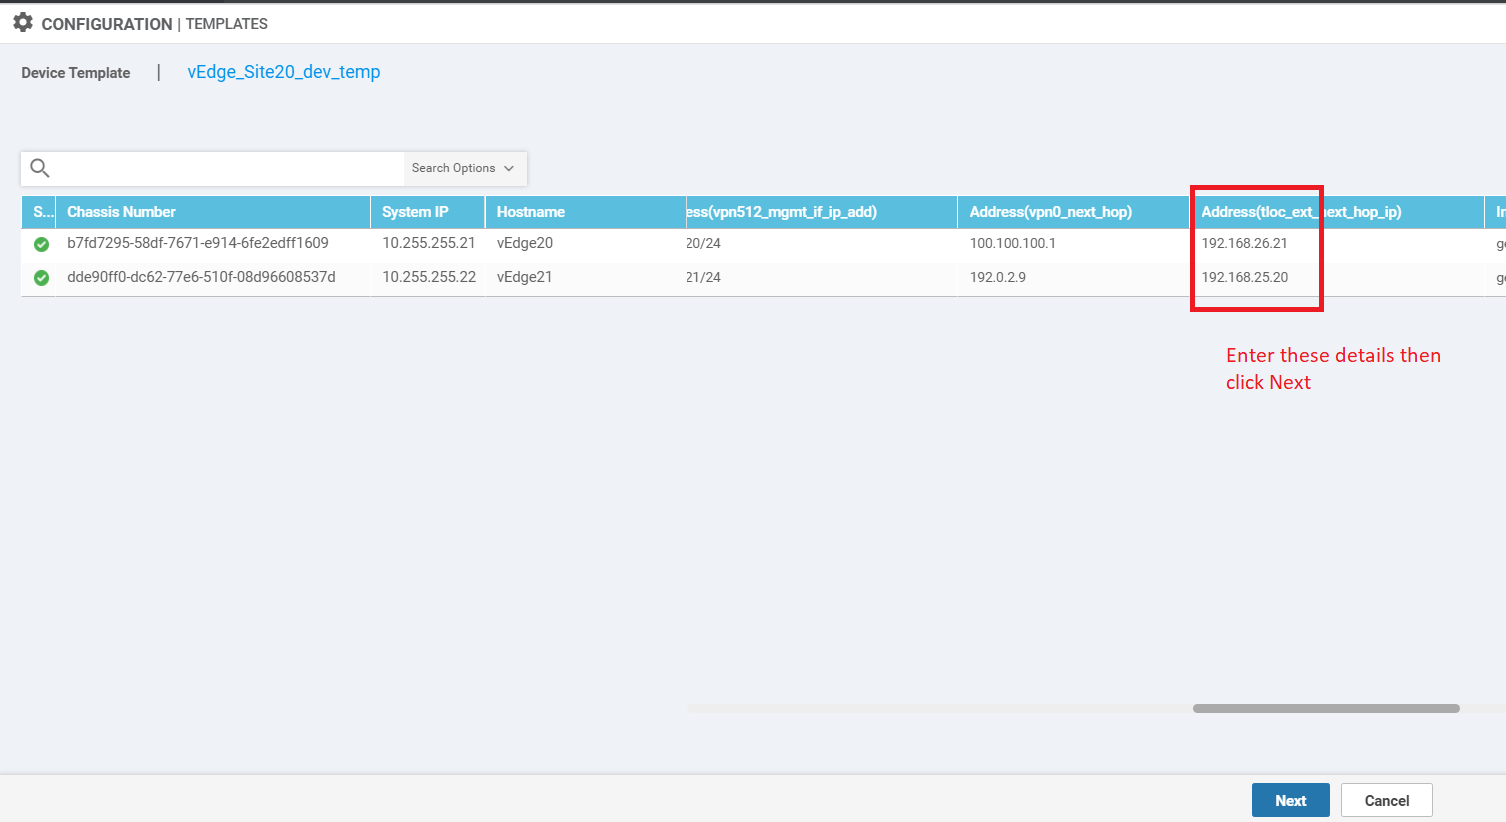 CONFIGURATION | TEMPLATES
Device Template | vEdge_Site20_dev_temp
Search Options
S... Chassis Number System IP Hostname ess(vpn512_mgmt_if_ip_add) Address(vpn0_next_hop) Address(tloc_ext_next_hop_ip) In
b7fd7295-58df-7671-e914-6fe2edff1609 10.255.255.21 vEdge20 20/24 100.100.100.1 192.168.26.21 ge
dde90ff0-dc62-77e6-510f-08d96608537d 10.255.255.22 vEdge21 21/24 192.0.2.9 192.168.25.20 ge
Enter these details then
click Next
Next Cancel